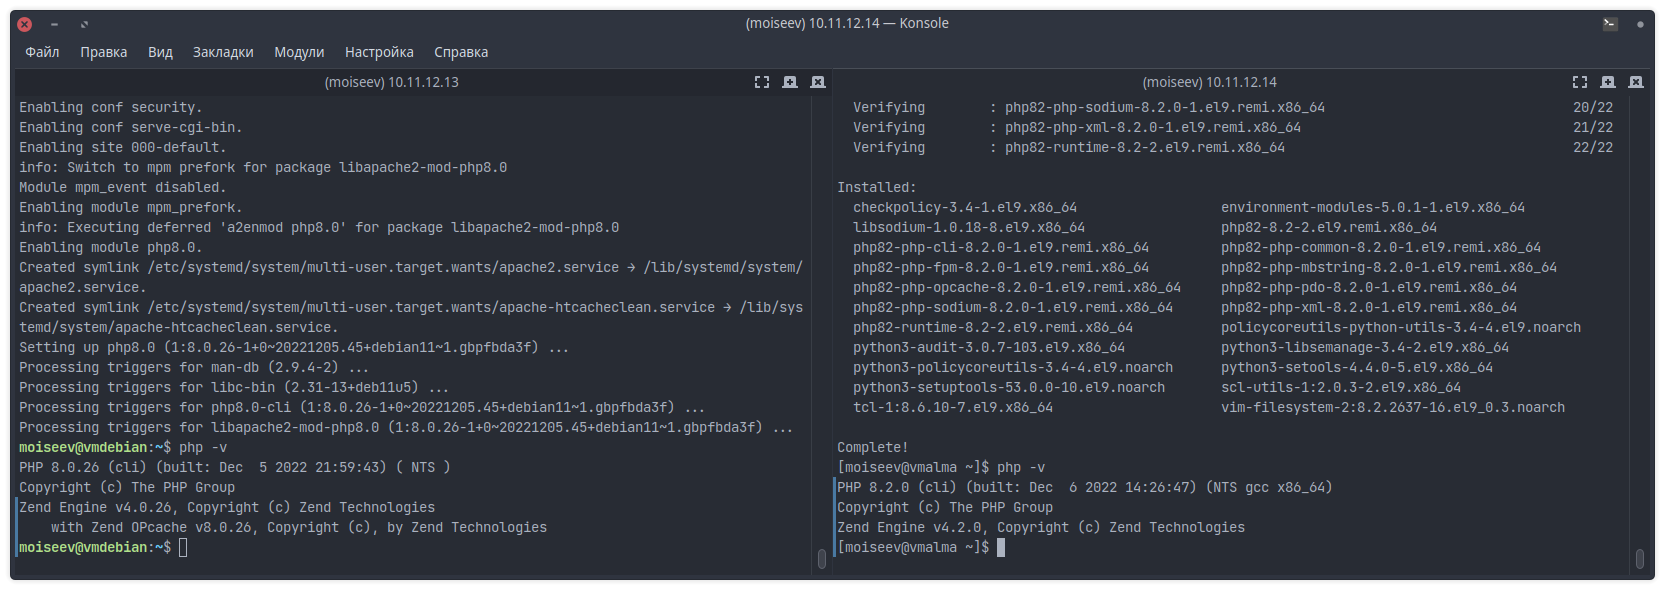 (moiseev) 10.11.12.14 — Konsole
Файл Правка Вид Закладки Модули Настройка Справка
(moiseev) 10.11.12.13
Enabling conf security.
Enabling conf serve-cgi-bin.
Enabling site 000-default.
info: Switch to mpm prefork for package libapache2-mod-php8.0
Module mpm_event disabled.
Enabling module mpm_prefork.
info: Executing deferred 'a2enmod php8.0' for package libapache2-mod-php8.0
Enabling module php8.0.
Created symlink /etc/systemd/system/multi-user.target.wants/apache2.service → /lib/systemd/system/
apache2.service.
Created symlink /etc/systemd/system/multi-user.target.wants/apache-htcacheclean.service → /lib/sys
temd/system/apache-htcacheclean.service.
Setting up php8.0 (1:8.0.26-1+0~20221205.45+debian11~1.gbpfbda3f) ...
Processing triggers for man-db (2.9.4-2) ...
Processing triggers for libc-bin (2.31-13+deb11u5) ...
Processing triggers for php8.0-cli (1:8.0.26-1+0~20221205.45+debian11~1.gbpfbda3f) ...
Processing triggers for libapache2-mod-php8.0 (1:8.0.26-1+0~20221205.45+debian11~1.gbpfbda3f) ...
moiseev@vmdebian:~$ php -v
PHP 8.0.26 (cli) (built: Dec  5 2022 21:59:43) ( NTS )
Copyright (c) The PHP Group
Zend Engine v4.0.26, Copyright (c) Zend Technologies
    with Zend OPcache v8.0.26, Copyright (c), by Zend Technologies
moiseev@vmdebian:~$
(moiseev) 10.11.12.14
  Verifying        : php82-php-sodium-8.2.0-1.el9.remi.x86_64 20/22
  Verifying        : php82-php-xml-8.2.0-1.el9.remi.x86_64 21/22
  Verifying        : php82-runtime-8.2-2.el9.remi.x86_64 22/22
Installed:
  checkpolicy-3.4-1.el9.x86_64 environment-modules-5.0.1-1.el9.x86_64
  libsodium-1.0.18-8.el9.x86_64 php82-8.2-2.el9.remi.x86_64
  php82-php-cli-8.2.0-1.el9.remi.x86_64 php82-php-common-8.2.0-1.el9.remi.x86_64
  php82-php-fpm-8.2.0-1.el9.remi.x86_64 php82-php-mbstring-8.2.0-1.el9.remi.x86_64
  php82-php-opcache-8.2.0-1.el9.remi.x86_64 php82-php-pdo-8.2.0-1.el9.remi.x86_64
  php82-php-sodium-8.2.0-1.el9.remi.x86_64 php82-php-xml-8.2.0-1.el9.remi.x86_64
  php82-runtime-8.2-2.el9.remi.x86_64 policycoreutils-python-utils-3.4-4.el9.noarch
  python3-audit-3.0.7-103.el9.x86_64 python3-libsemanage-3.4-2.el9.x86_64
  python3-policycoreutils-3.4-4.el9.noarch python3-setools-4.4.0-5.el9.x86_64
  python3-setuptools-53.0.0-10.el9.noarch scl-utils-1:2.0.3-2.el9.x86_64
  tcl-1:8.6.10-7.el9.x86_64 vim-filesystem-2:8.2.2637-16.el9_0.3.noarch
Complete!
[moiseev@vmalma ~]$ php -v
PHP 8.2.0 (cli) (built: Dec  6 2022 14:26:47) (NTS gcc x86_64)
Copyright (c) The PHP Group
Zend Engine v4.2.0, Copyright (c) Zend Technologies
[moiseev@vmalma ~]$